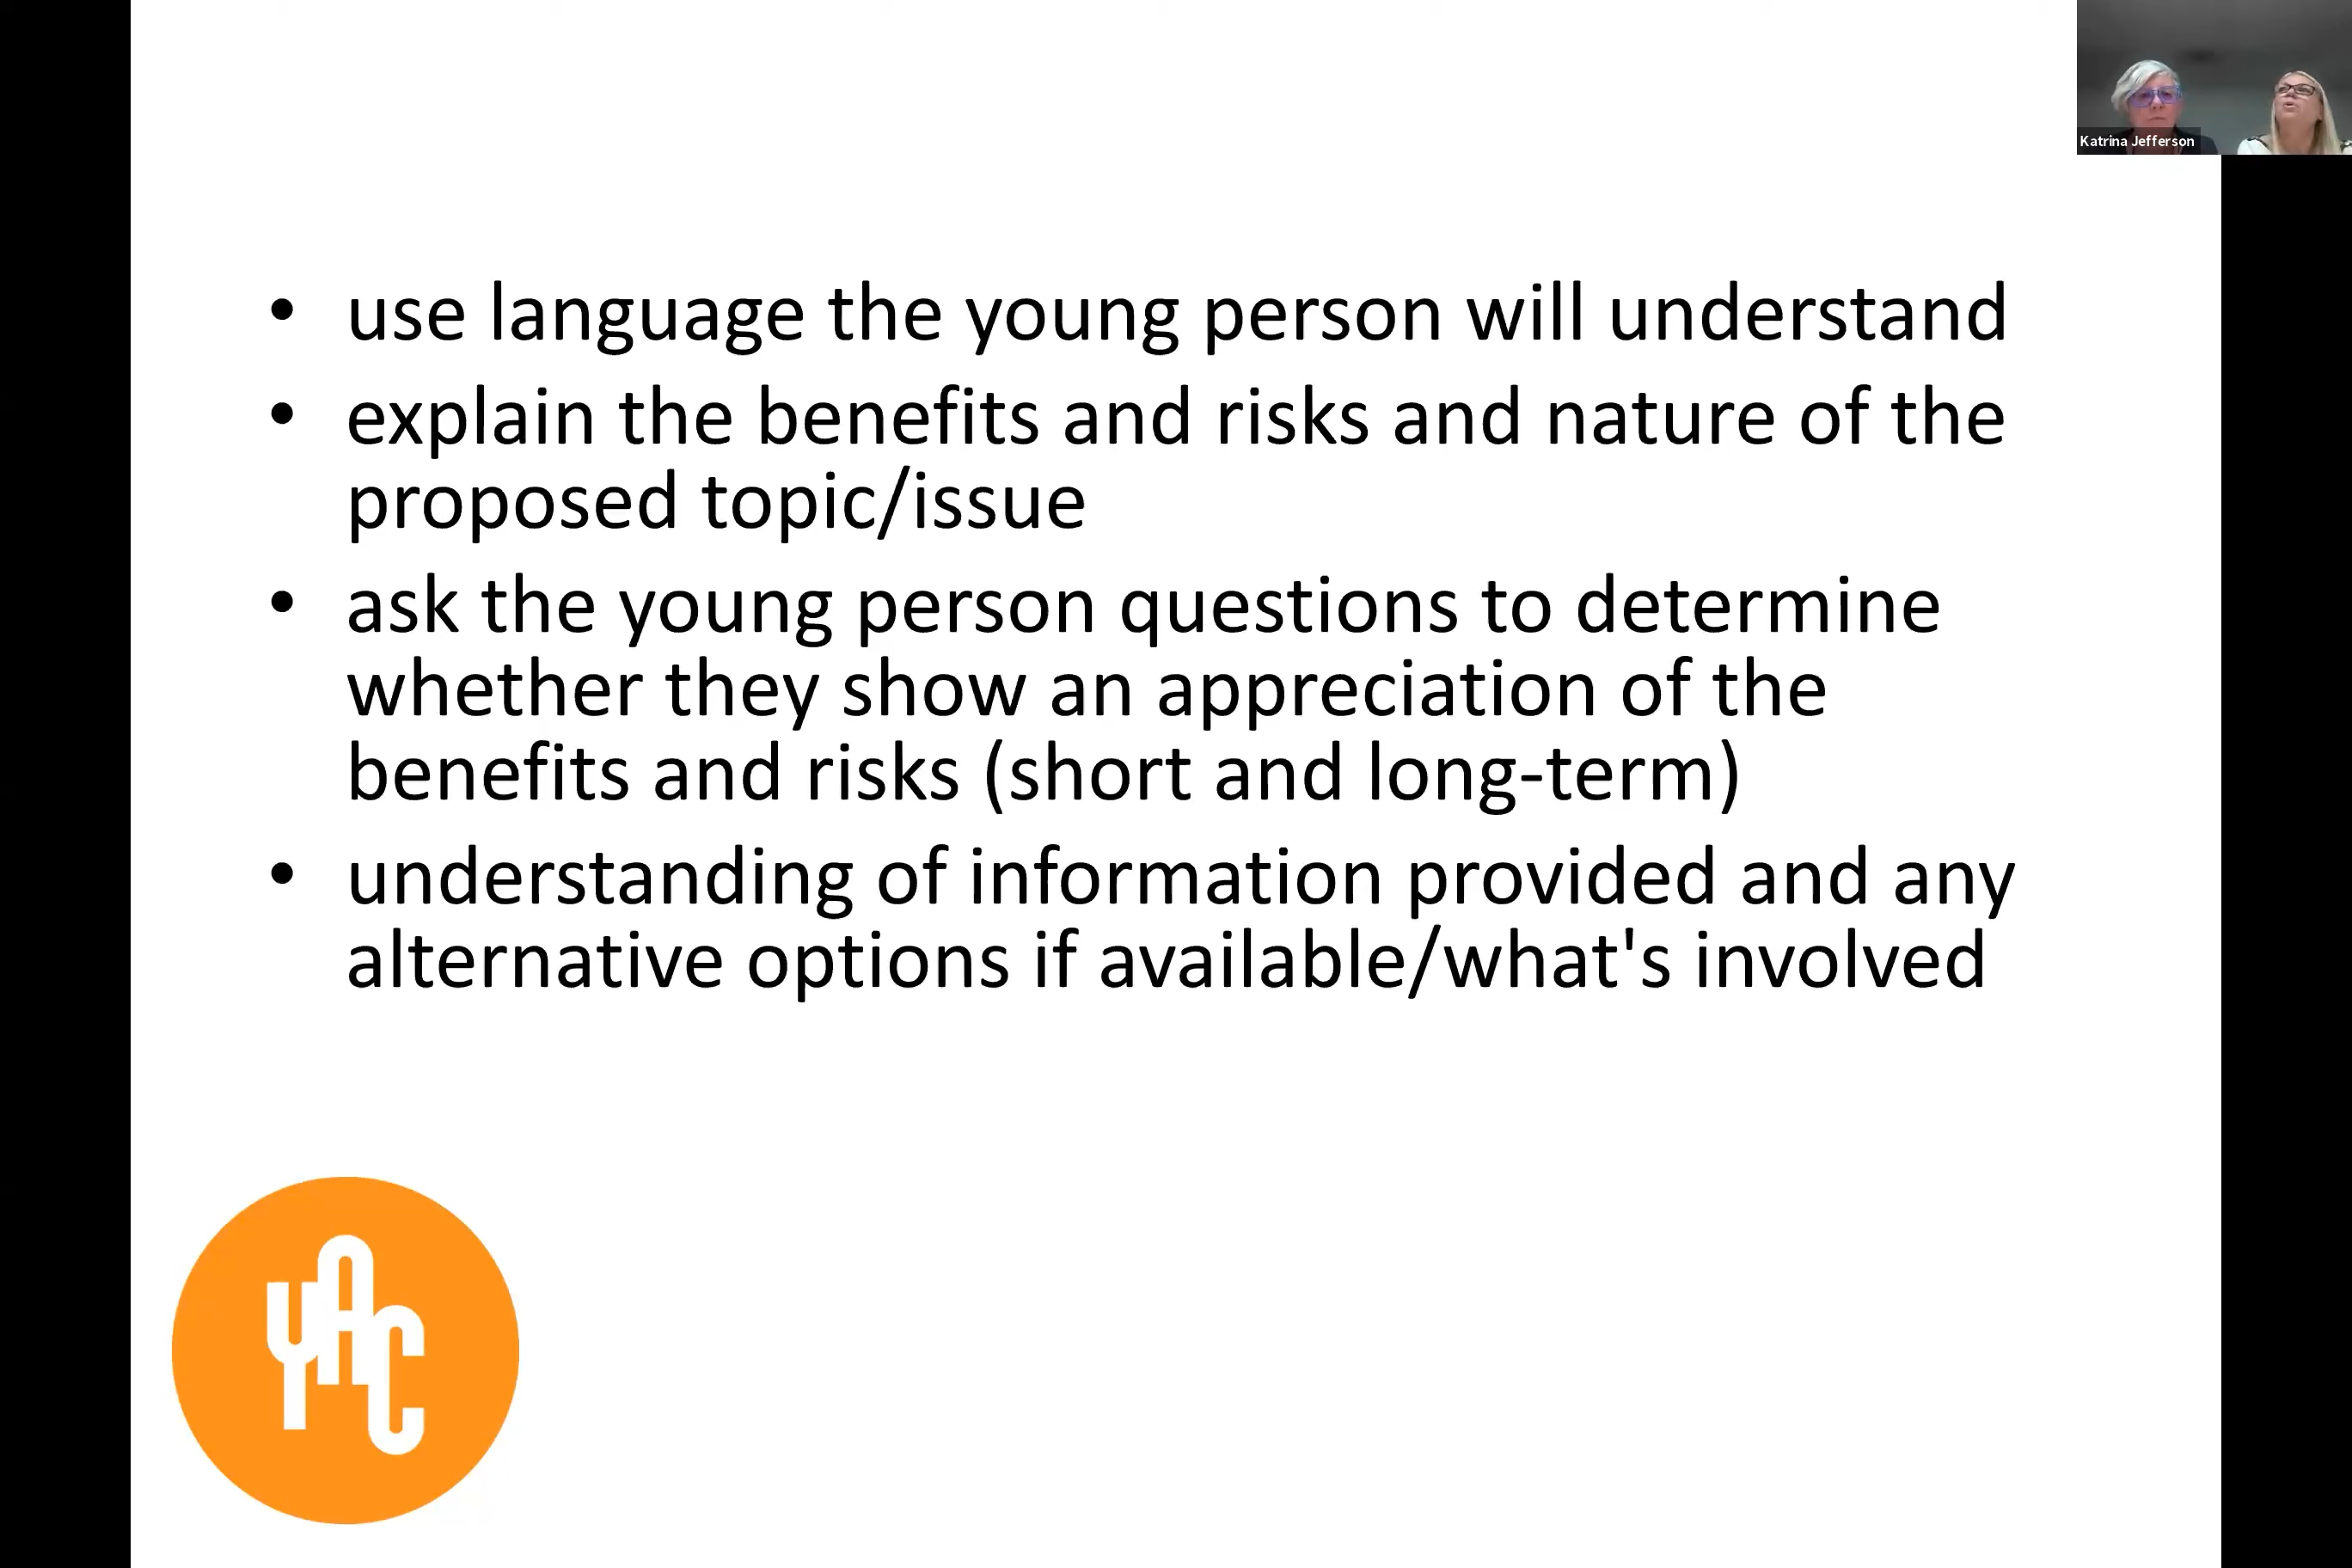 Katrina Jefferson
• use language the young person will understand
• explain the benefits and risks and nature of the
proposed topic/issue
• ask the young person questions to determine
whether they show an appreciation of the
benefits and risks (short and long-term)
• understanding of information provided and any
alternative options if available/what's involved
YAC